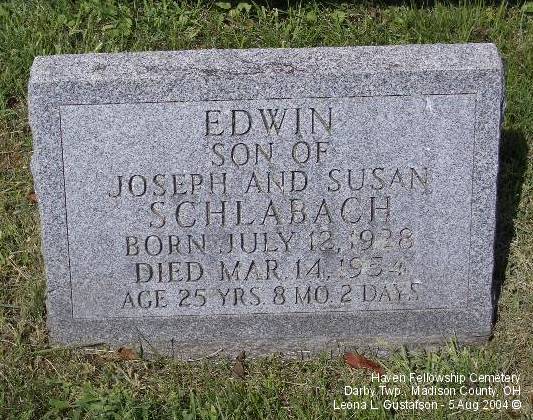 EDWIN
SON OF
JOSEPH AND SUSAN
SCHLABACH
BORN JULY 12, 1928
DIED MAR. 14, 1954
AGE 25 YRS. 8 MO. 2 DAYS
Haven Fellowship Cemetery
Darby Twp., Madison County, OH
Leona L. Gustafson - 5 Aug 2004 ©